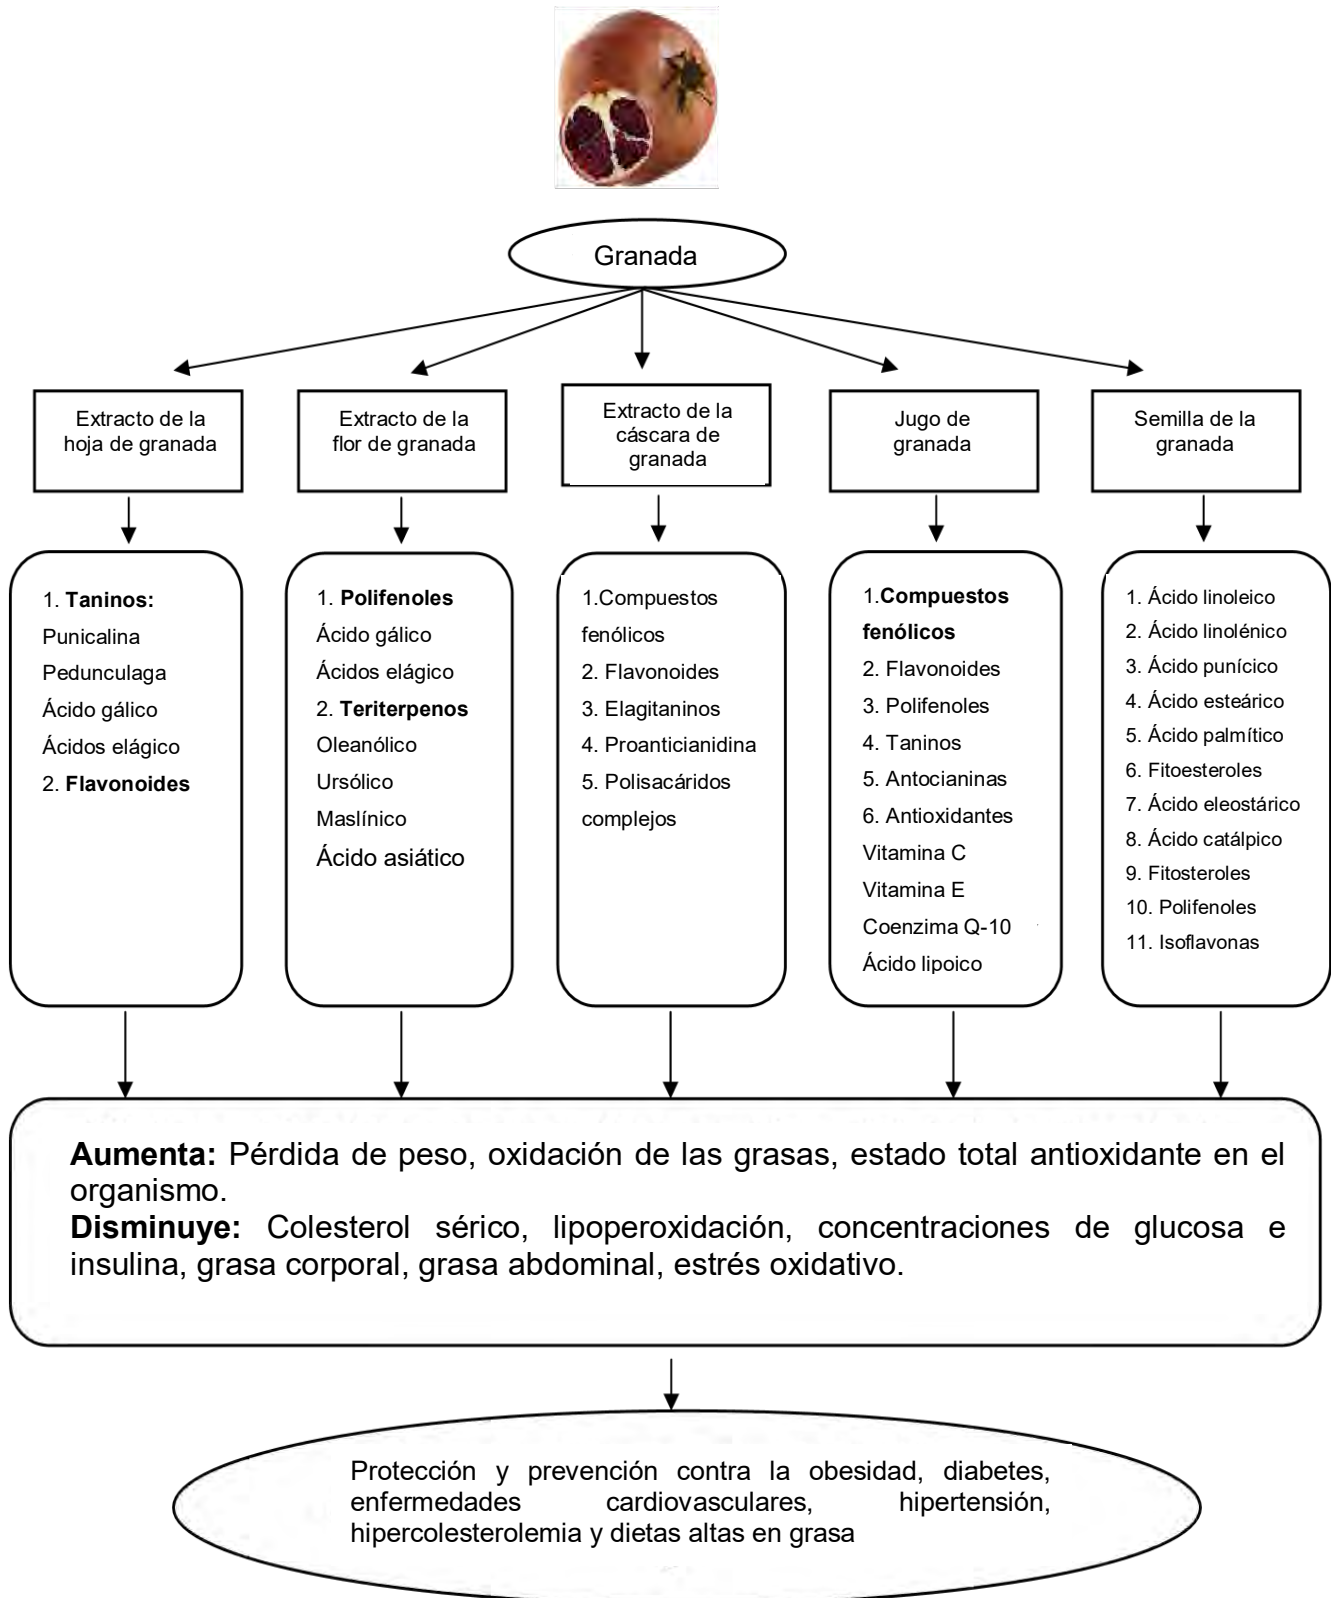 Granada
Extracto de la
hoja de granada
Extracto de la
flor de granada
Extracto de la
cáscara de
granada
Jugo de
granada
Semilla de la
granada
1. Taninos:
Punicalina
Pedunculaga
Ácido gálico
Ácidos elágico
2. Flavonoides
1. Polifenoles
Ácido gálico
Ácidos elágico
2. Teriterpenos
Oleanólico
Ursólico
Maslínico
Ácido asiático
1.Compuestos
fenólicos
2. Flavonoides
3. Elagitaninos
4. Proanticianidina
5. Polisacáridos
complejos
1.Compuestos
fenólicos
2. Flavonoides
3. Polifenoles
4. Taninos
5. Antocianinas
6. Antioxidantes
Vitamina C
Vitamina E
Coenzima Q-10
Ácido lipoico
1. Ácido linoleico
2. Ácido linolénico
3. Ácido punícico
4. Ácido esteárico
5. Ácido palmítico
6. Fitoesteroles
7. Ácido eleostárico
8. Ácido catálpico
9. Fitosteroles
10. Polifenoles
11. Isoflavonas
Aumenta: Pérdida de peso, oxidación de las grasas, estado total antioxidante en el
organismo.
Disminuye: Colesterol sérico, lipoperoxidación, concentraciones de glucosa e
insulina, grasa corporal, grasa abdominal, estrés oxidativo.
Protección y prevención contra la obesidad, diabetes,
enfermedades cardiovasculares, hipertensión,
hipercolesterolemia y dietas altas en grasa